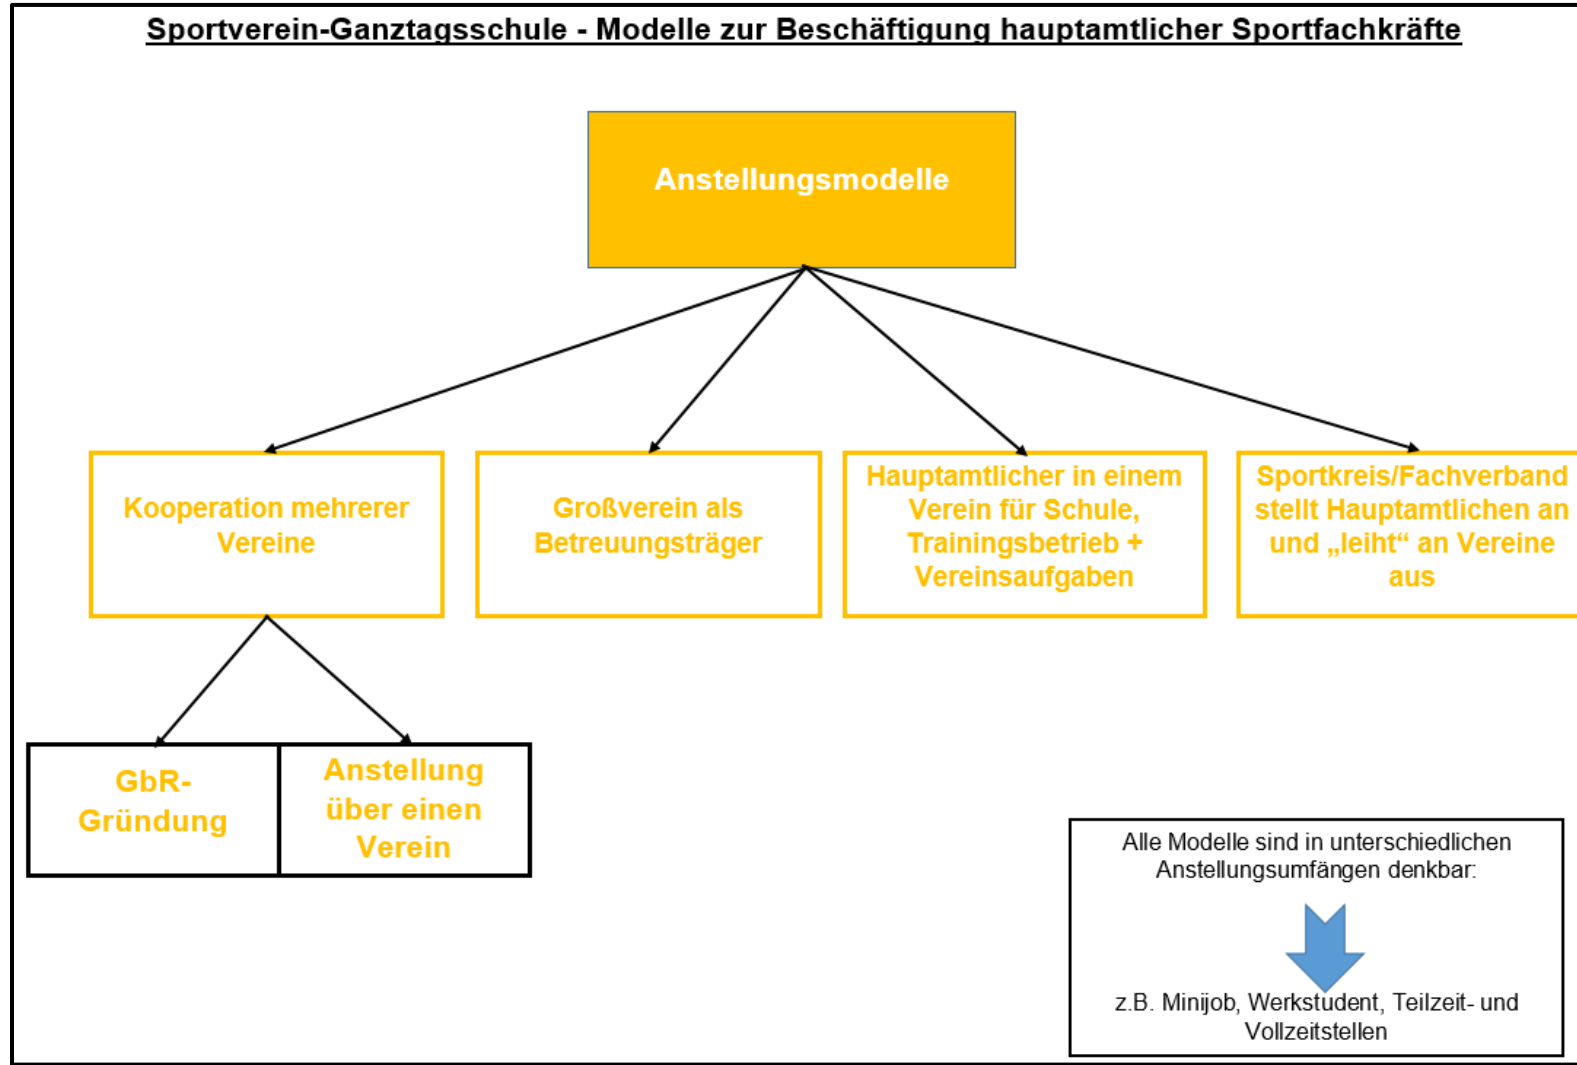 Sportverein-Ganztagsschule - Modelle zur Beschäftigung hauptamtlicher Sportfachkräfte
Anstellungsmodelle
Kooperation mehrerer
Vereine
Großverein als
Betreuungsträger
Hauptamtlicher in einem
Verein für Schule,
Trainingsbetrieb +
Vereinsaufgaben
Sportkreis/Fachverband
stellt Hauptamtlichen an
und „leiht“ an Vereine
aus
GbR-
Gründung
Anstellung
über einen
Verein
Alle Modelle sind in unterschiedlichen
Anstellungsumfängen denkbar:
z.B. Minijob, Werkstudent, Teilzeit- und
Vollzeitstellen